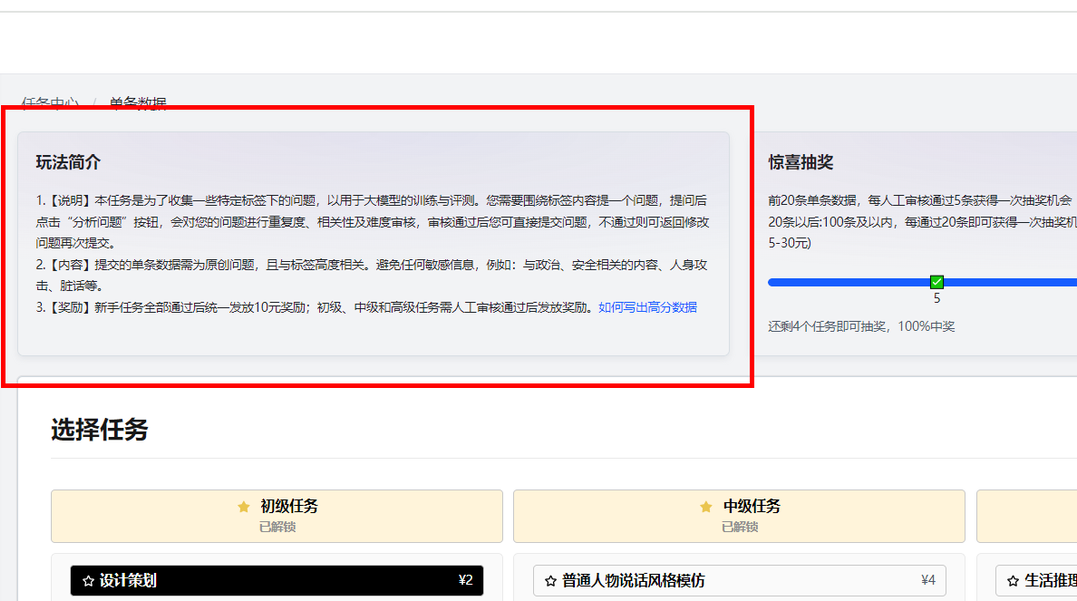 任务中心 / 单条数据
玩法简介
1.【说明】本任务是为了收集一些特定标签下的问题，以用于大模型的训练与评测。您需要围绕标签内容提一个问题，提问后
点击“分析问题”按钮，会对您的问题进行重复度、相关性及难度审核，审核通过后您可直接提交问题，不通过则可返回修改
问题再次提交。
2.【内容】提交的单条数据需为原创问题，且与标签高度相关。避免任何敏感信息，例如：与政治、安全相关的内容、人身攻
击、脏话等。
3.【奖励】新手任务全部通过后统一发放10元奖励；初级、中级和高级任务需人工审核通过后发放奖励。如何写出高分数据
惊喜抽奖
前20条单条数据，每人工审核通过5条获得一次抽奖机会
20条以后:100条及以内，每通过20条即可获得一次抽奖机
5-30元)
5
还剩4个任务即可抽奖，100%中奖
选择任务
初级任务
已解锁
中级任务
已解锁
设计策划 ¥2
普通人物说话风格模仿 ¥4
生活推理